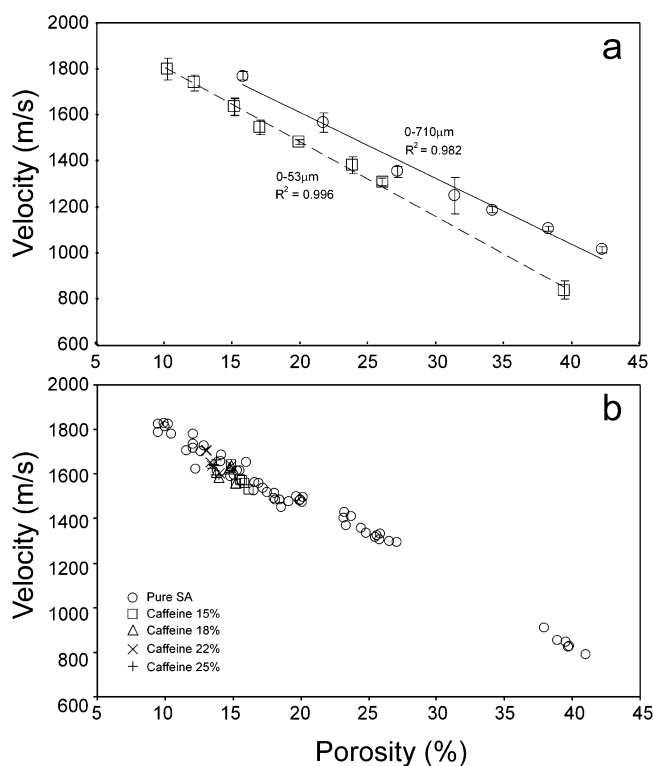 a
2000
1800
1600
1400
1200
1000
800
600
Velocity (m/s)
0-710μm
R² = 0.982
0-53μm
R² = 0.996
5 10 15 20 25 30 35 40 45
b
2000
1800
1600
1400
1200
1000
800
600
Velocity (m/s)
Pure SA
Caffeine 15%
Caffeine 18%
Caffeine 22%
Caffeine 25%
5 10 15 20 25 30 35 40 45
Porosity (%)